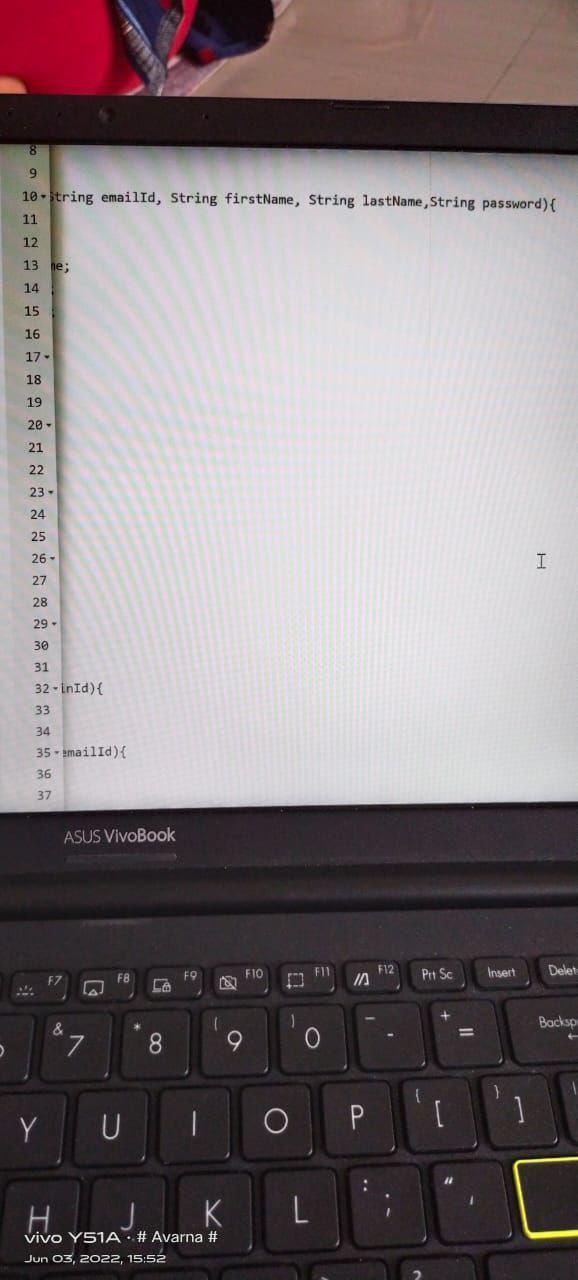 8
9
10 String emailId, String firstName, String lastName,String password){
11
12
13 me;
14 ;
15 ;
16
17
18
19
20
21
22
23
24
25
26
27
28
29
30
31
32 inId){
33
34
35 emailId){
36
37
ASUS VivoBook
F7 F8 F9 F10 F11 F12 Prt Sc Insert Delet
& 7 * 8 ( 9 ) 0 _ - + = Backsp
Y U I O P { [ } ]
H J K L : ; " '
vivo Y51A · # Avarna #
Jun 03, 2022, 15:52
?